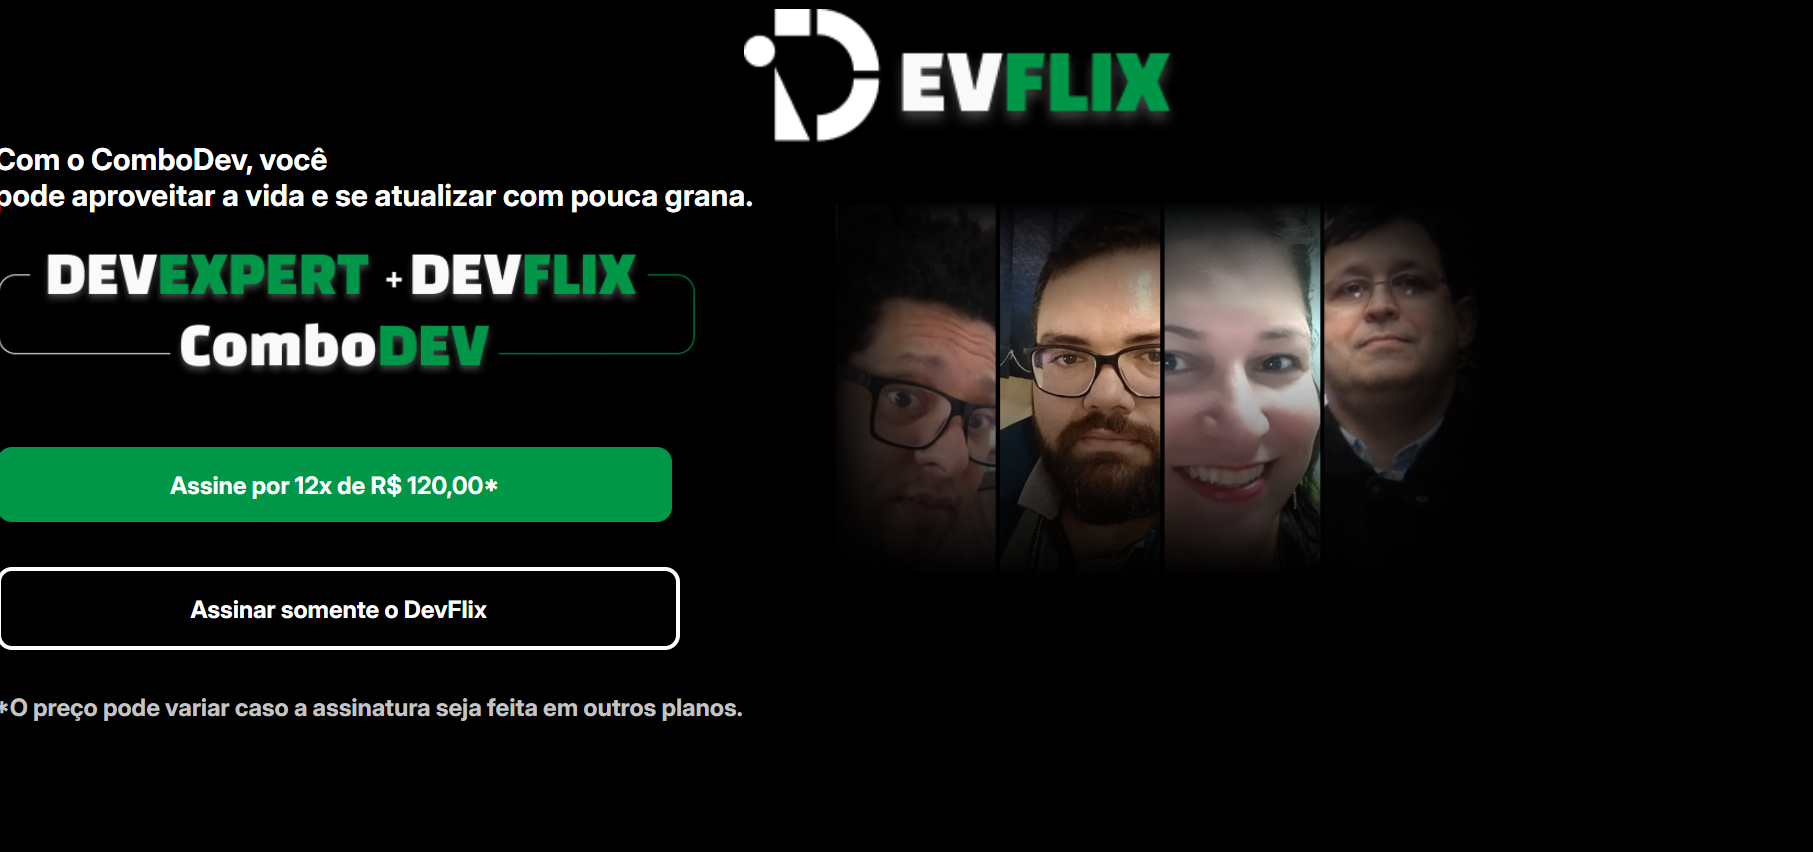 DEVFLIX
Com o ComboDev, você
pode aproveitar a vida e se atualizar com pouca grana.
DEVEXPERT + DEVFLIX
ComboDEV
Assine por 12x de R$ 120,00*
Assinar somente o DevFlix
*O preço pode variar caso a assinatura seja feita em outros planos.